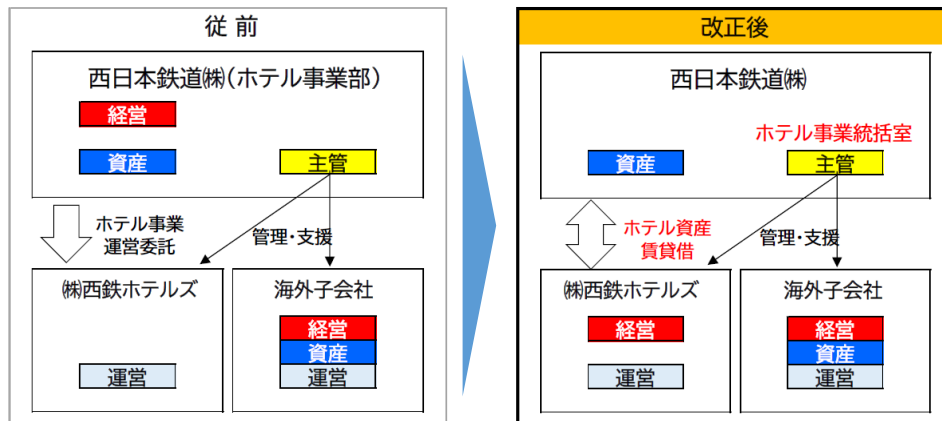 従 前
西日本鉄道㈱(ホテル事業部)
経営
資産
主管
ホテル事業
運営委託
管理・支援
㈱西鉄ホテルズ
運営
海外子会社
経営
資産
運営
改正後
西日本鉄道㈱
ホテル事業統括室
資産
主管
ホテル資産
賃貸借
管理・支援
㈱西鉄ホテルズ
経営
運営
海外子会社
経営
資産
運営